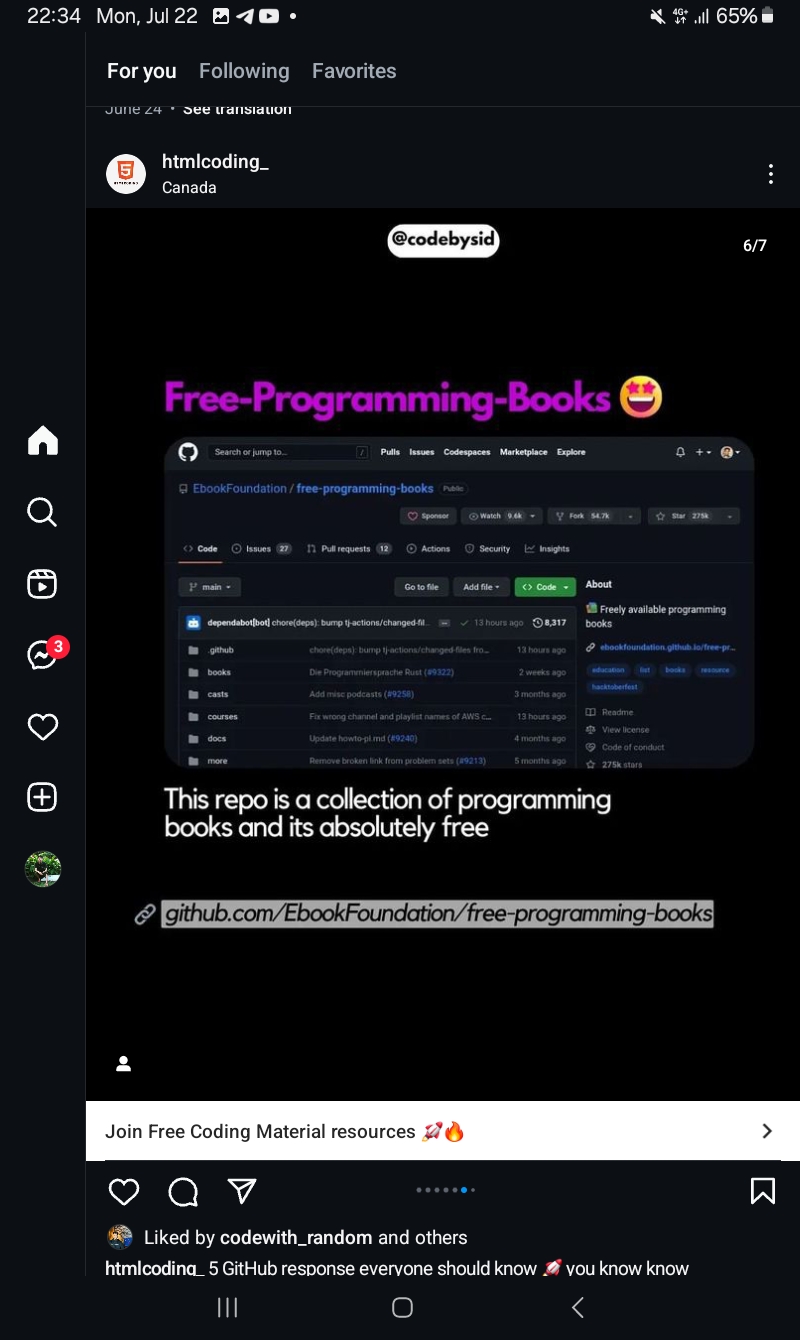 22:34 Mon, Jul 22
4G+ 65%
For you Following Favorites
June 24 • See translation
htmlcoding_
Canada
@codebysid
6/7
Free-Programming-Books 🤩
Search or jump to... / Pulls Issues Codespaces Marketplace Explore
EbookFoundation / free-programming-books Public
Sponsor Watch 9.6k Fork 54.7k Star 275k
Code Issues 27 Pull requests 12 Actions Security Insights
main Go to file Add file Code
About
dependabot[bot] chore(deps): bump tj-actions/changed-fil... 13 hours ago 8,317
Freely available programming
books
.github chore(deps): bump tj-actions/changed-files fro... 13 hours ago
ebookfoundation.github.io/free-pr...
books Die Programmiersprache Rust (#9322) 2 weeks ago
education list books resource
hacktoberfest
casts Add misc podcasts (#9258) 3 months ago
courses Fix wrong channel and playlist names of AWS c... 13 hours ago
Readme
View license
docs Update howto-pl.md (#9240) 4 months ago
Code of conduct
more Remove broken link from problem sets (#9213) 5 months ago
275k stars
This repo is a collection of programming
books and its absolutely free
github.com/EbookFoundation/free-programming-books
Join Free Coding Material resources 🚀🔥
Liked by codewith_random and others
htmlcoding_ 5 GitHub response everyone should know 🚀 you know know
3